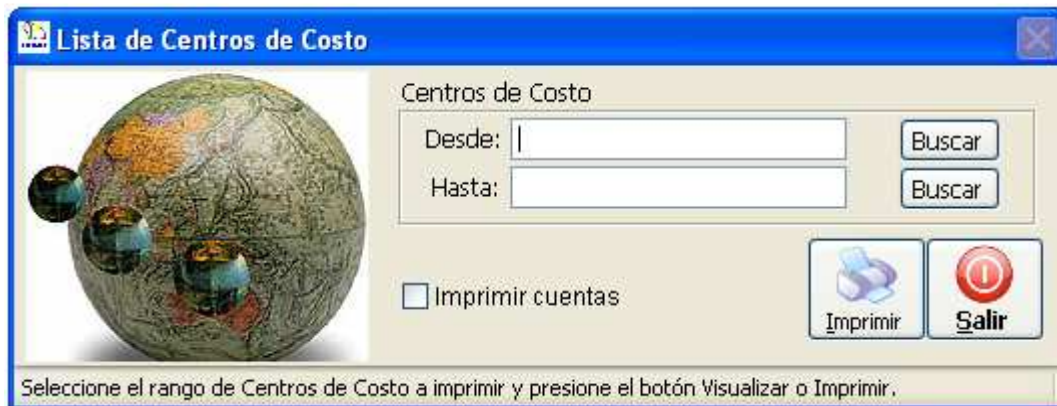 Lista de Centros de Costo
Centros de Costo
Desde: Buscar
Hasta: Buscar
Imprimir cuentas
Imprimir Salir
Seleccione el rango de Centros de Costo a imprimir y presione el botón Visualizar o Imprimir.